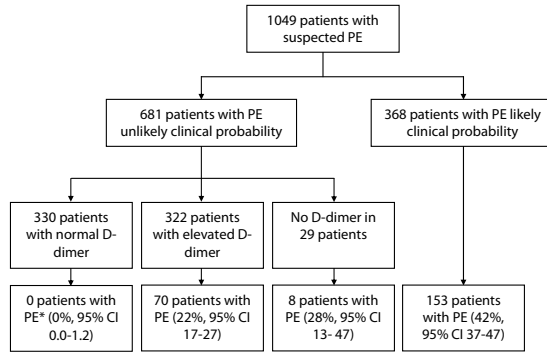 1049 patients with
suspected PE
681 patients with PE
unlikely clinical probability
368 patients with PE likely
clinical probability
330 patients
with normal D-
dimer
322 patients
with elevated D-
dimer
No D-dimer in
29 patients
0 patients with
PE* (0%, 95% CI
0.0-1.2)
70 patients with
PE (22%, 95% CI
17-27)
8 patients with
PE (28%, 95% CI
13- 47)
153 patients
with PE (42%,
95% CI 37-47)